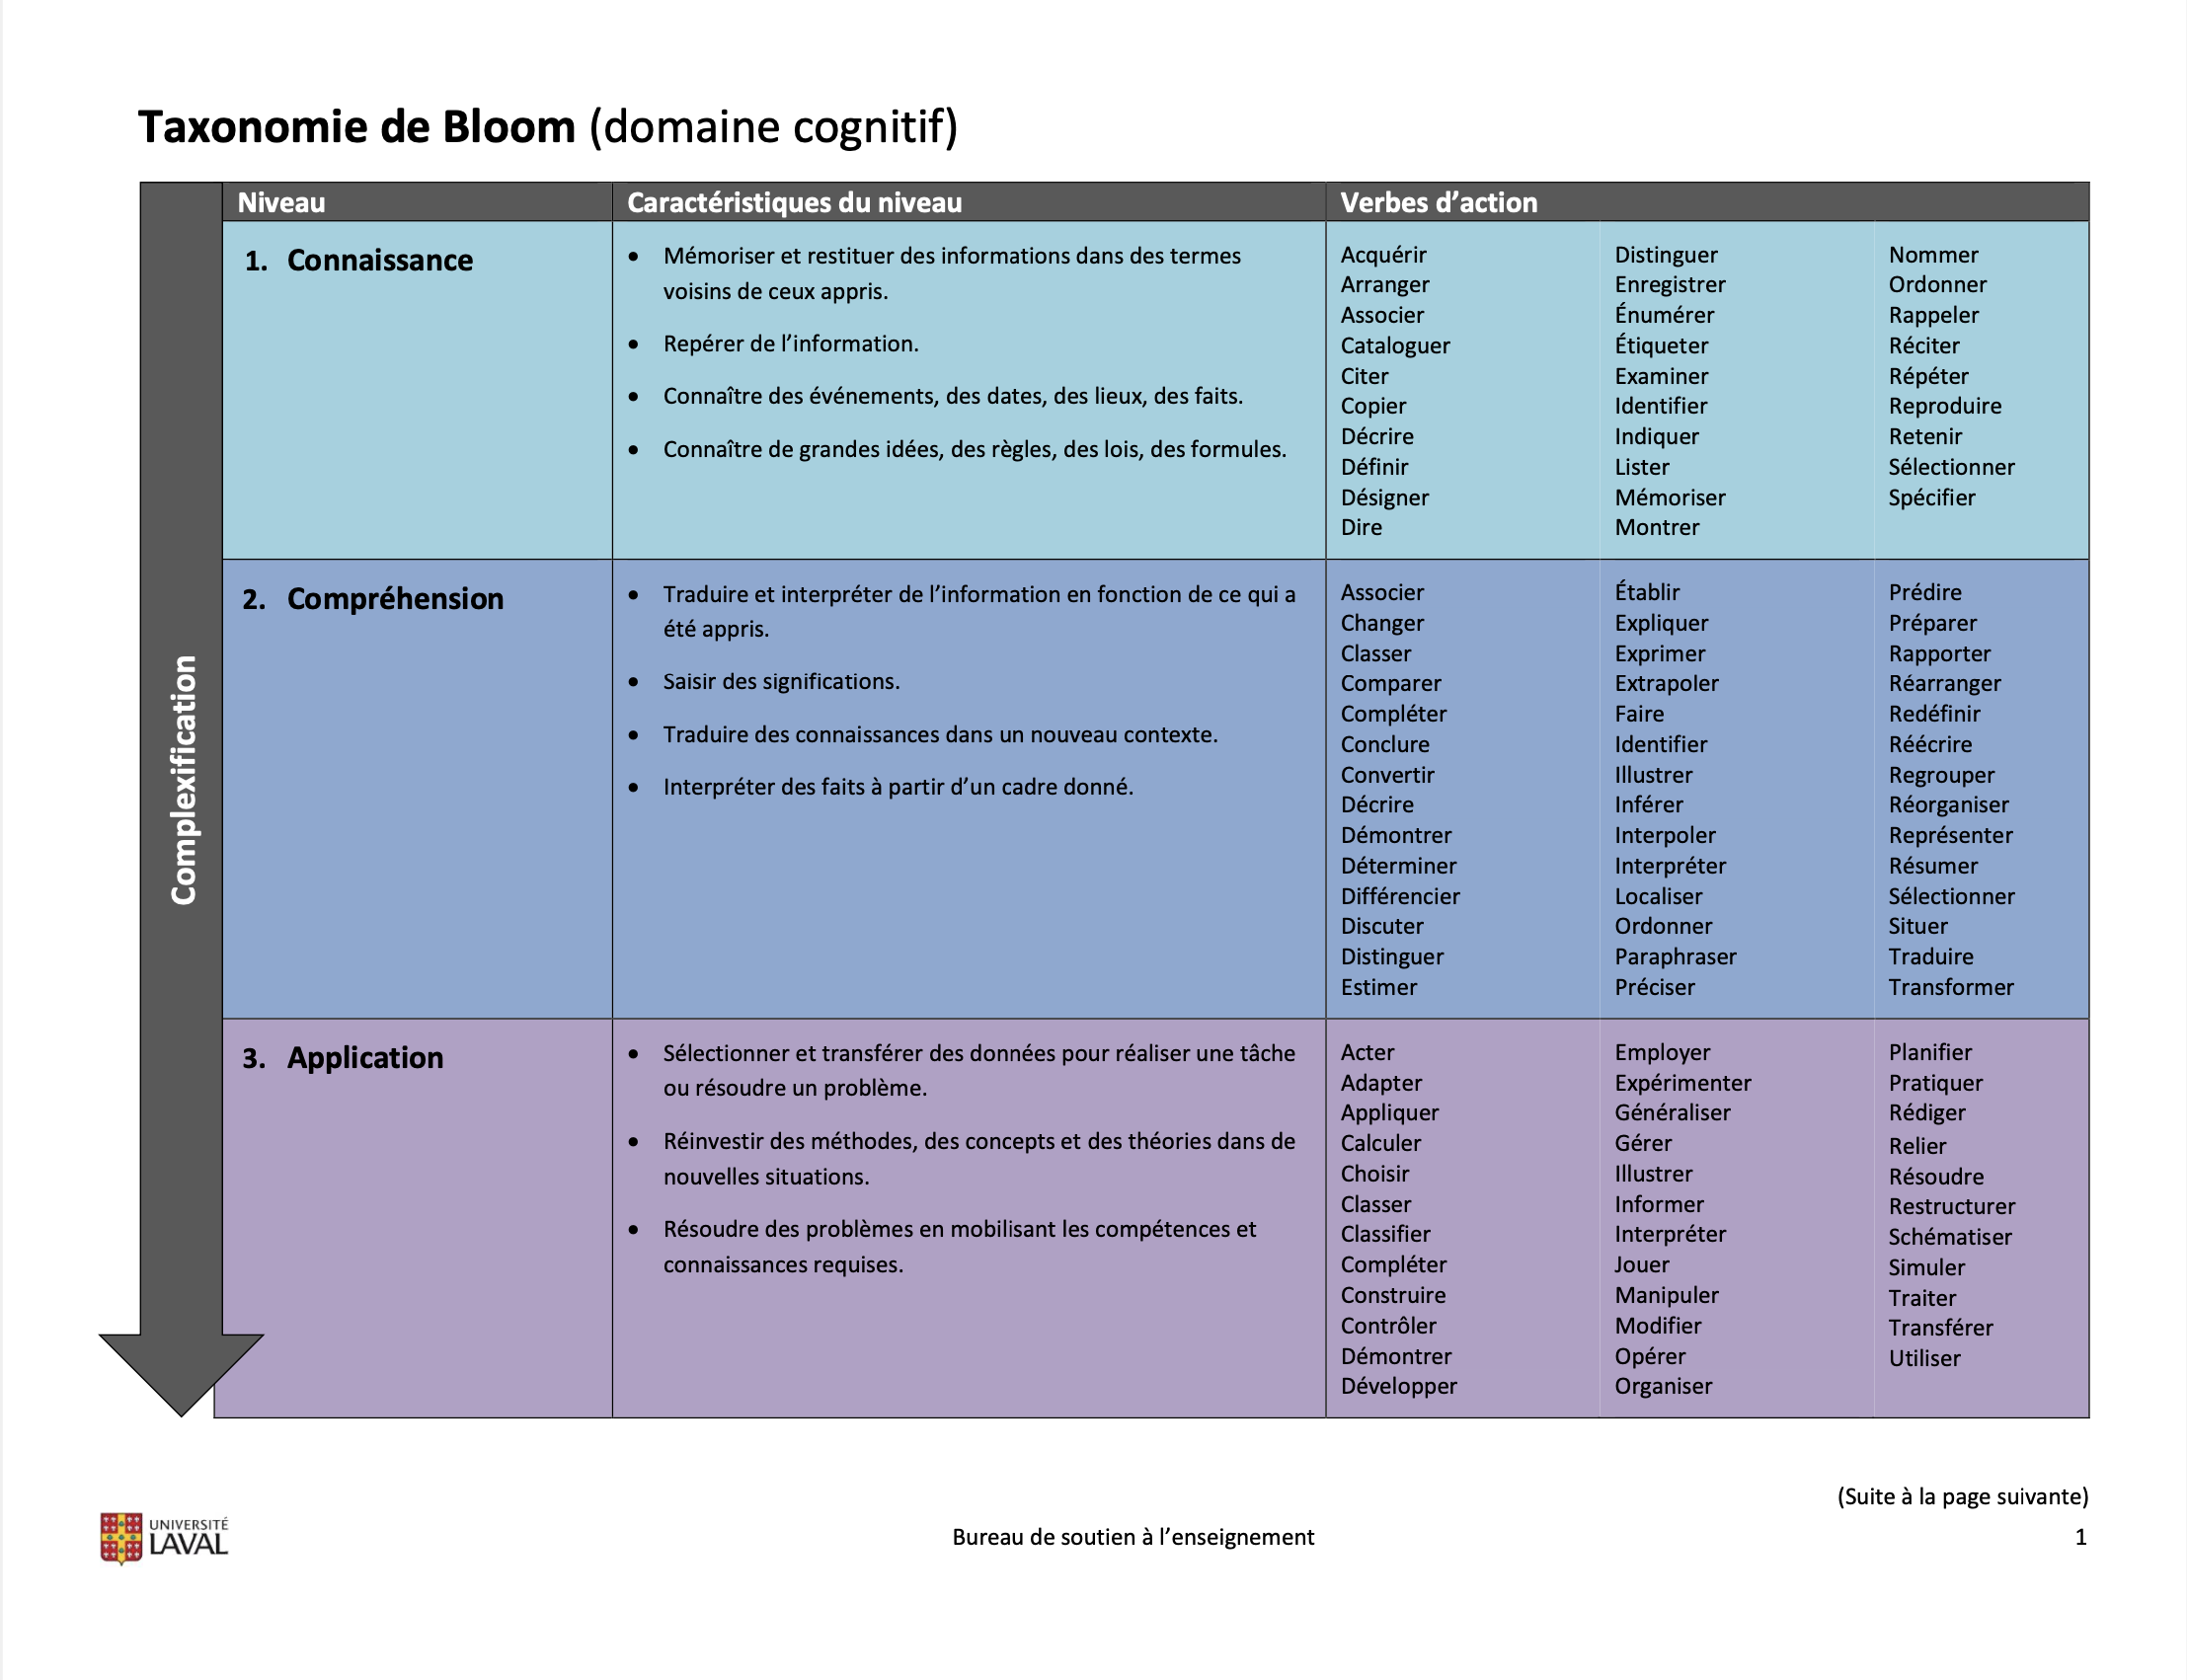 Taxonomie de Bloom (domaine cognitif)
Complexification
Niveau
Caractéristiques du niveau
Verbes d’action
1. Connaissance
• Mémoriser et restituer des informations dans des termes
voisins de ceux appris.
• Repérer de l’information.
• Connaître des événements, des dates, des lieux, des faits.
• Connaître de grandes idées, des règles, des lois, des formules.
Acquérir
Arranger
Associer
Cataloguer
Citer
Copier
Décrire
Définir
Désigner
Dire
Distinguer
Enregistrer
Énumérer
Étiqueter
Examiner
Identifier
Indiquer
Lister
Mémoriser
Montrer
Nommer
Ordonner
Rappeler
Réciter
Répéter
Reproduire
Retenir
Sélectionner
Spécifier
2. Compréhension
• Traduire et interpréter de l’information en fonction de ce qui a
été appris.
• Saisir des significations.
• Traduire des connaissances dans un nouveau contexte.
• Interpréter des faits à partir d’un cadre donné.
Associer
Changer
Classer
Comparer
Compléter
Conclure
Convertir
Décrire
Démontrer
Déterminer
Différencier
Discuter
Distinguer
Estimer
Établir
Expliquer
Exprimer
Extrapoler
Faire
Identifier
Illustrer
Inférer
Interpoler
Interpréter
Localiser
Ordonner
Paraphraser
Préciser
Prédire
Préparer
Rapporter
Réarranger
Redéfinir
Réécrire
Regrouper
Réorganiser
Représenter
Résumer
Sélectionner
Situer
Traduire
Transformer
3. Application
• Sélectionner et transférer des données pour réaliser une tâche
ou résoudre un problème.
• Réinvestir des méthodes, des concepts et des théories dans de
nouvelles situations.
• Résoudre des problèmes en mobilisant les compétences et
connaissances requises.
Acter
Adapter
Appliquer
Calculer
Choisir
Classer
Classifier
Compléter
Construire
Contrôler
Démontrer
Développer
Employer
Expérimenter
Généraliser
Gérer
Illustrer
Informer
Interpréter
Jouer
Manipuler
Modifier
Opérer
Organiser
Planifier
Pratiquer
Rédiger
Relier
Résoudre
Restructurer
Schématiser
Simuler
Traiter
Transférer
Utiliser
(Suite à la page suivante)
UNIVERSITÉ
LAVAL
Bureau de soutien à l’enseignement
1